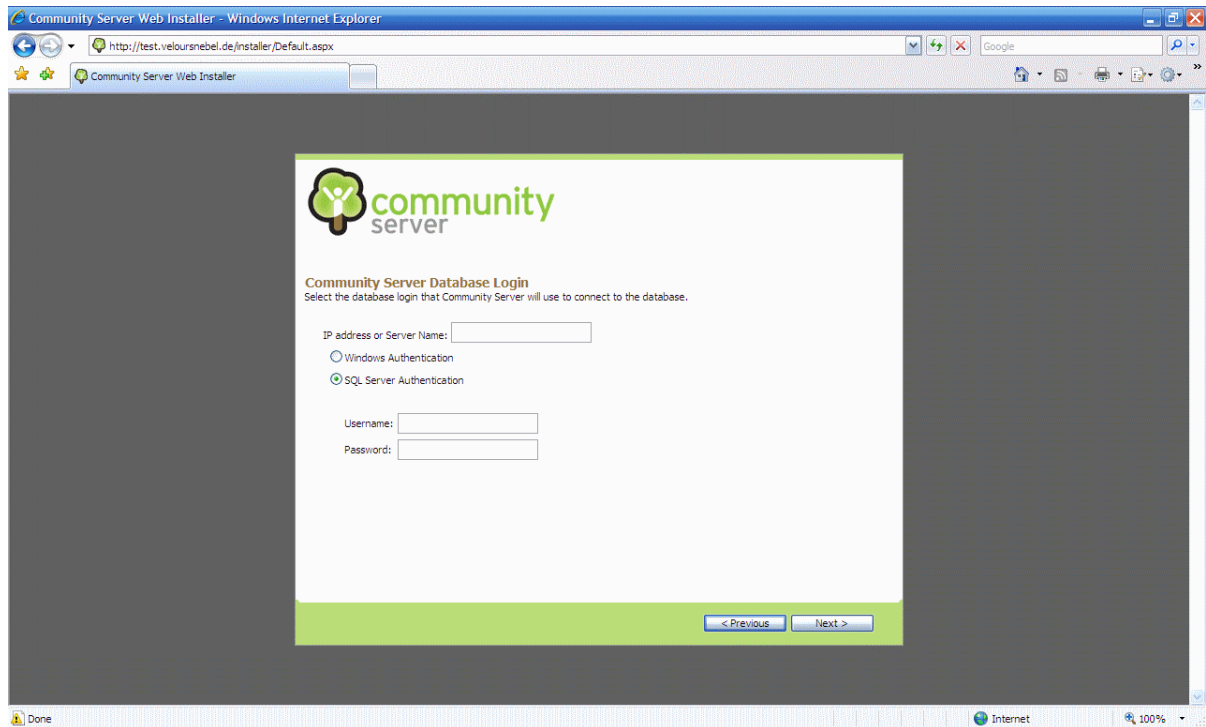 Community Server Web Installer - Windows Internet Explorer
http://test.veloursnebel.de/installer/Default.aspx
Google
Community Server Web Installer
»
community
server
Community Server Database Login
Select the database login that Community Server will use to connect to the database.
IP address or Server Name:
Windows Authentication
SQL Server Authentication
Username:
Password:
< Previous
Next >
Done
Internet
100%